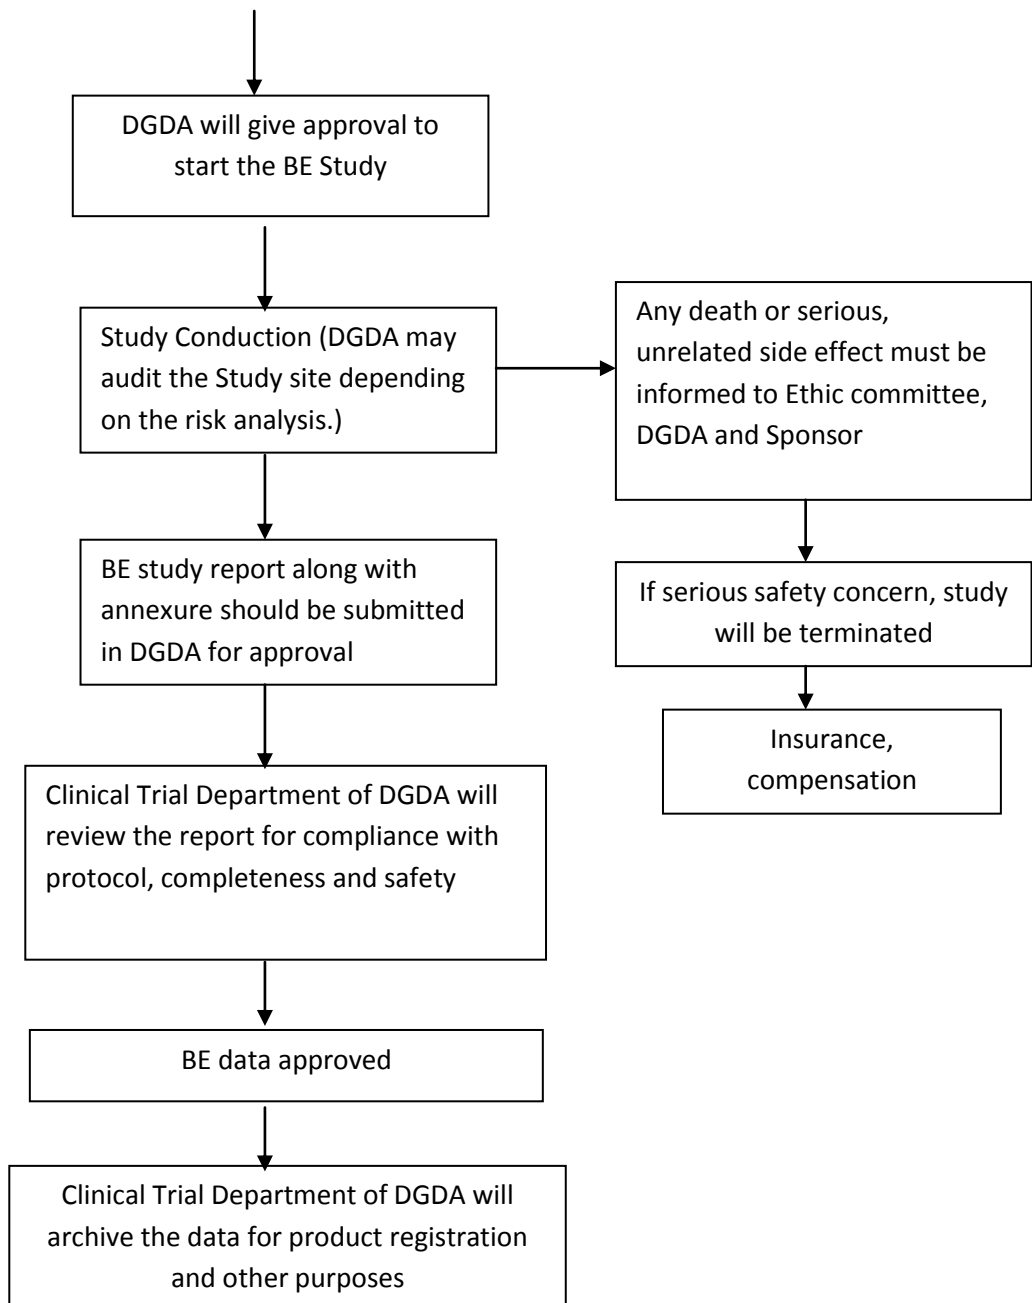 DGDA will give approval to
start the BE Study
Study Conduction (DGDA may
audit the Study site depending
on the risk analysis.)
Any death or serious,
unrelated side effect must be
informed to Ethic committee,
DGDA and Sponsor
BE study report along with
annexure should be submitted
in DGDA for approval
If serious safety concern, study
will be terminated
Insurance,
compensation
Clinical Trial Department of DGDA will
review the report for compliance with
protocol, completeness and safety
BE data approved
Clinical Trial Department of DGDA will
archive the data for product registration
and other purposes